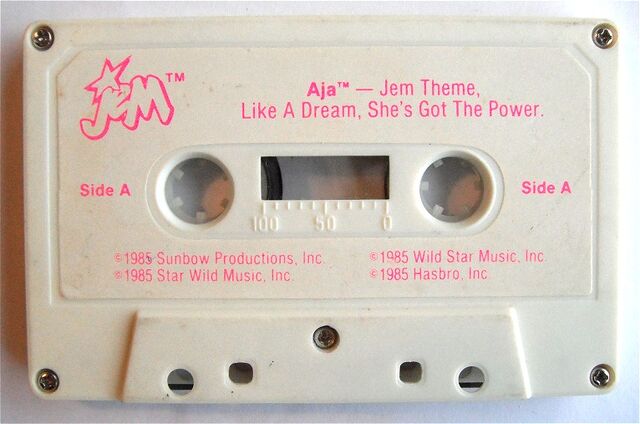 JEM™
Aja™ — Jem Theme,
Like A Dream, She's Got The Power.
Side A
Side A
100 50 0
©1985 Sunbow Productions, Inc.
©1985 Wild Star Music, Inc.
©1985 Star Wild Music, Inc.
©1985 Hasbro, Inc